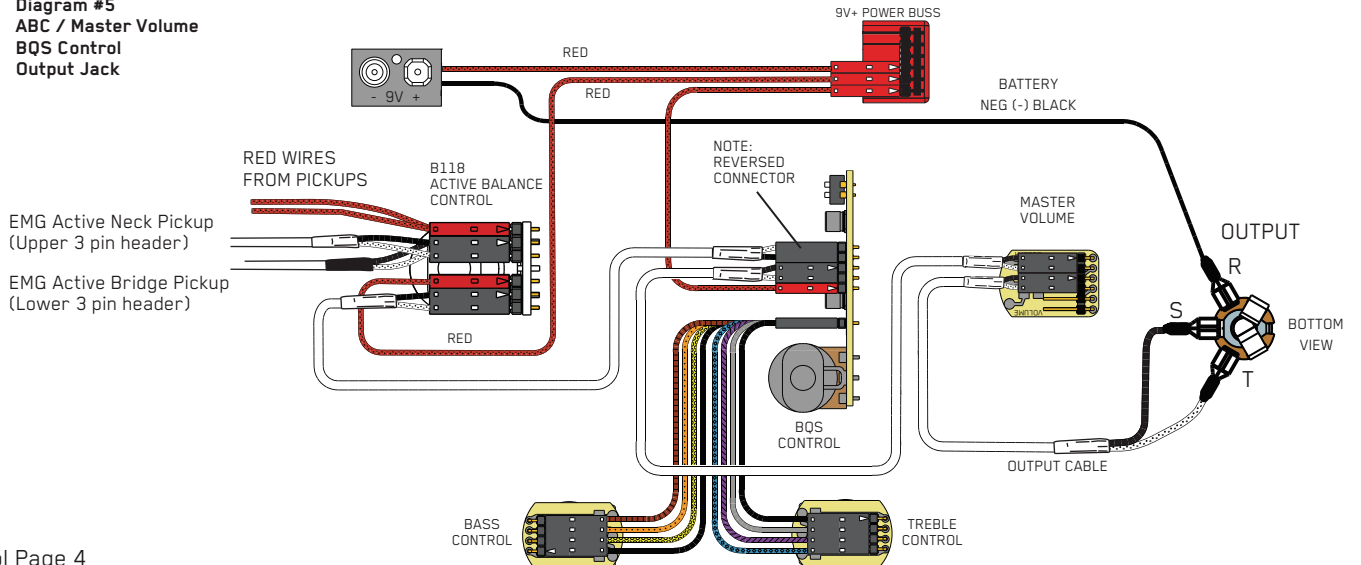 Diagram #5
ABC / Master Volume
BQS Control
Output Jack
9V+ POWER BUSS
RED
- 9V +
RED
BATTERY
NEG (-) BLACK
NOTE:
REVERSED
CONNECTOR
RED WIRES
FROM PICKUPS
B118
ACTIVE BALANCE
CONTROL
MASTER
VOLUME
EMG Active Neck Pickup
(Upper 3 pin header)
OUTPUT
R
EMG Active Bridge Pickup
(Lower 3 pin header)
VOLUME
S
BOTTOM
VIEW
RED
T
BQS
CONTROL
OUTPUT CABLE
BASS
CONTROL
TREBLE
CONTROL
ol Page 4